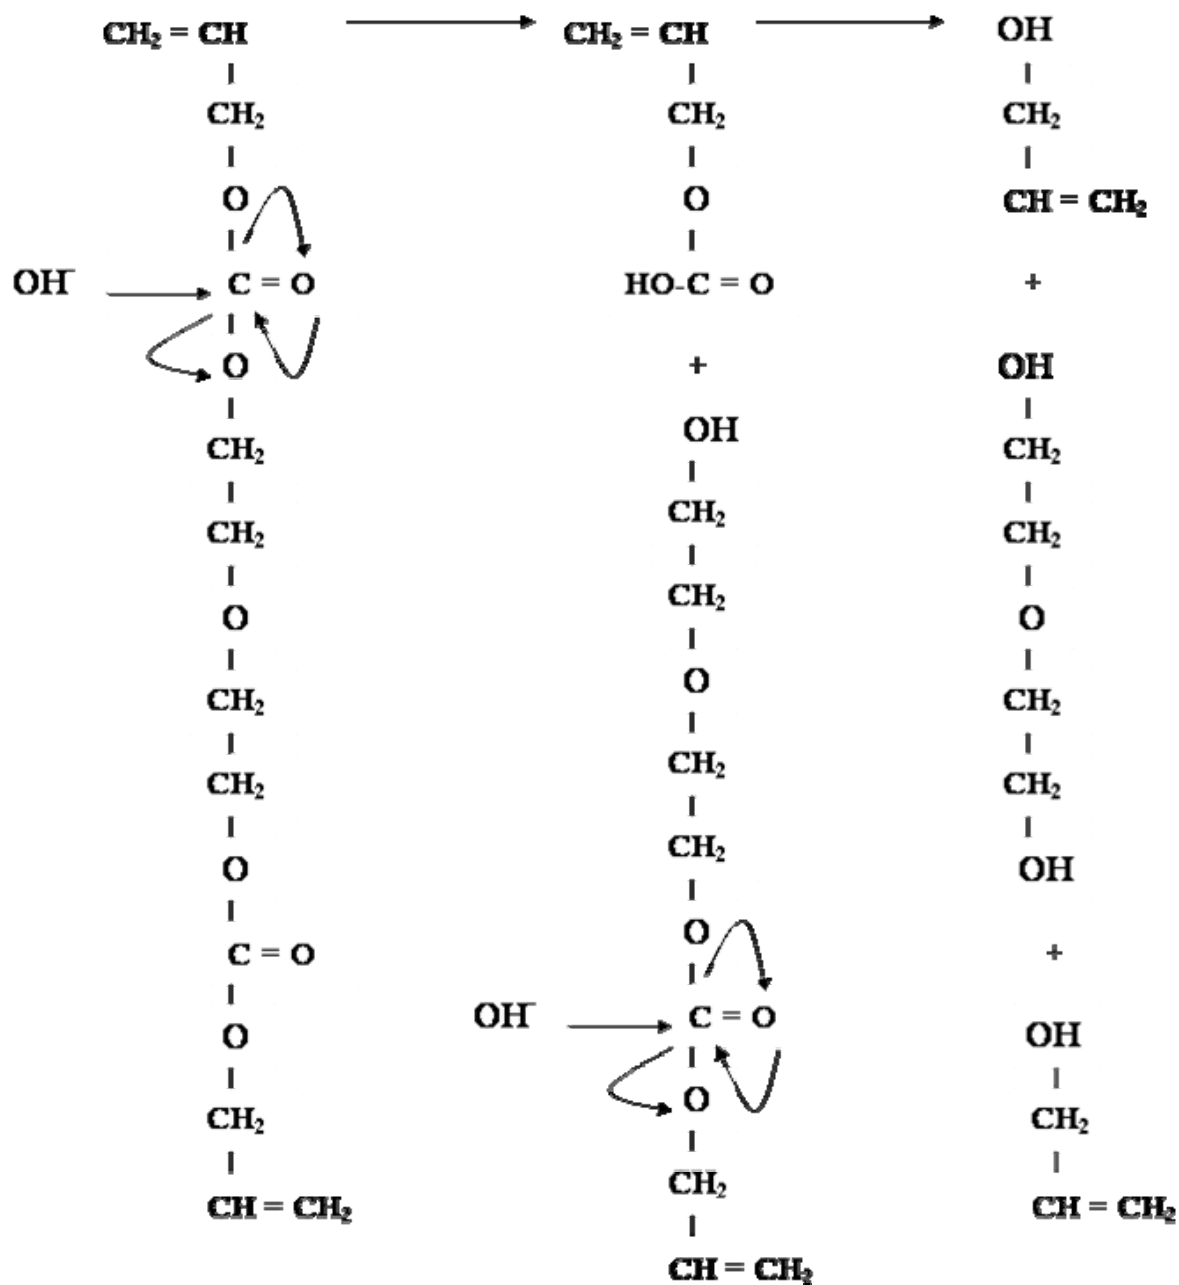 CH₂ = CH
CH₂
O
OH⁻ C = O
O
CH₂
CH₂
O
CH₂
CH₂
O
C = O
O
CH₂
CH = CH₂
CH₂ = CH
CH₂
O
HO-C = O
+
OH
CH₂
CH₂
O
CH₂
CH₂
O
OH⁻ C = O
O
CH₂
CH = CH₂
OH
CH₂
CH = CH₂
+
OH
CH₂
CH₂
O
CH₂
CH₂
OH
+
OH
CH₂
CH = CH₂